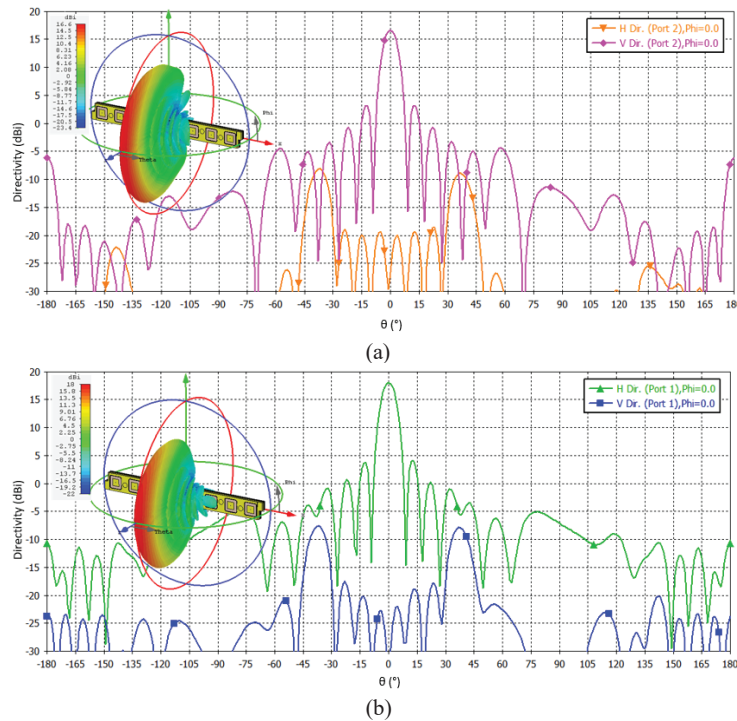 dBi
16.6
14.5
12.5
10.4
8.31
6.23
4.16
2.08
0
-2.92
-5.84
-8.77
-11.7
-14.6
-17.5
-20.5
-23.4
Phi
x
Theta
H Dir. (Port 2),Phi=0.0
V Dir. (Port 2),Phi=0.0
Directivity (dBi)
20
15
10
5
0
-5
-10
-15
-20
-25
-30
-180 -165 -150 -135 -120 -105 -90 -75 -60 -45 -30 -15 0 15 30 45 60 75 90 105 120 135 150 165 180
θ (°)
(a)
dBi
18
15.8
13.5
11.3
9.01
6.76
4.5
2.25
0
-2.75
-5.5
-8.25
-11
-13.7
-16.5
-19.2
-22
Phi
Theta
H Dir. (Port 1),Phi=0.0
V Dir. (Port 1),Phi=0.0
Directivity (dBi)
20
15
10
5
0
-5
-10
-15
-20
-25
-30
-180 -165 -150 -135 -120 -105 -90 -75 -60 -45 -30 -15 0 15 30 45 60 75 90 105 120 135 150 165 180
θ (°)
(b)